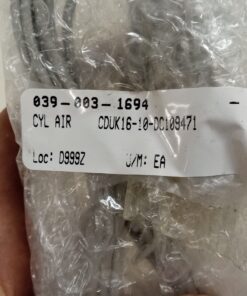 039-003-1694
CYL AIR CDUK16-10-DC109471
Loc: D999Z U/M: EA